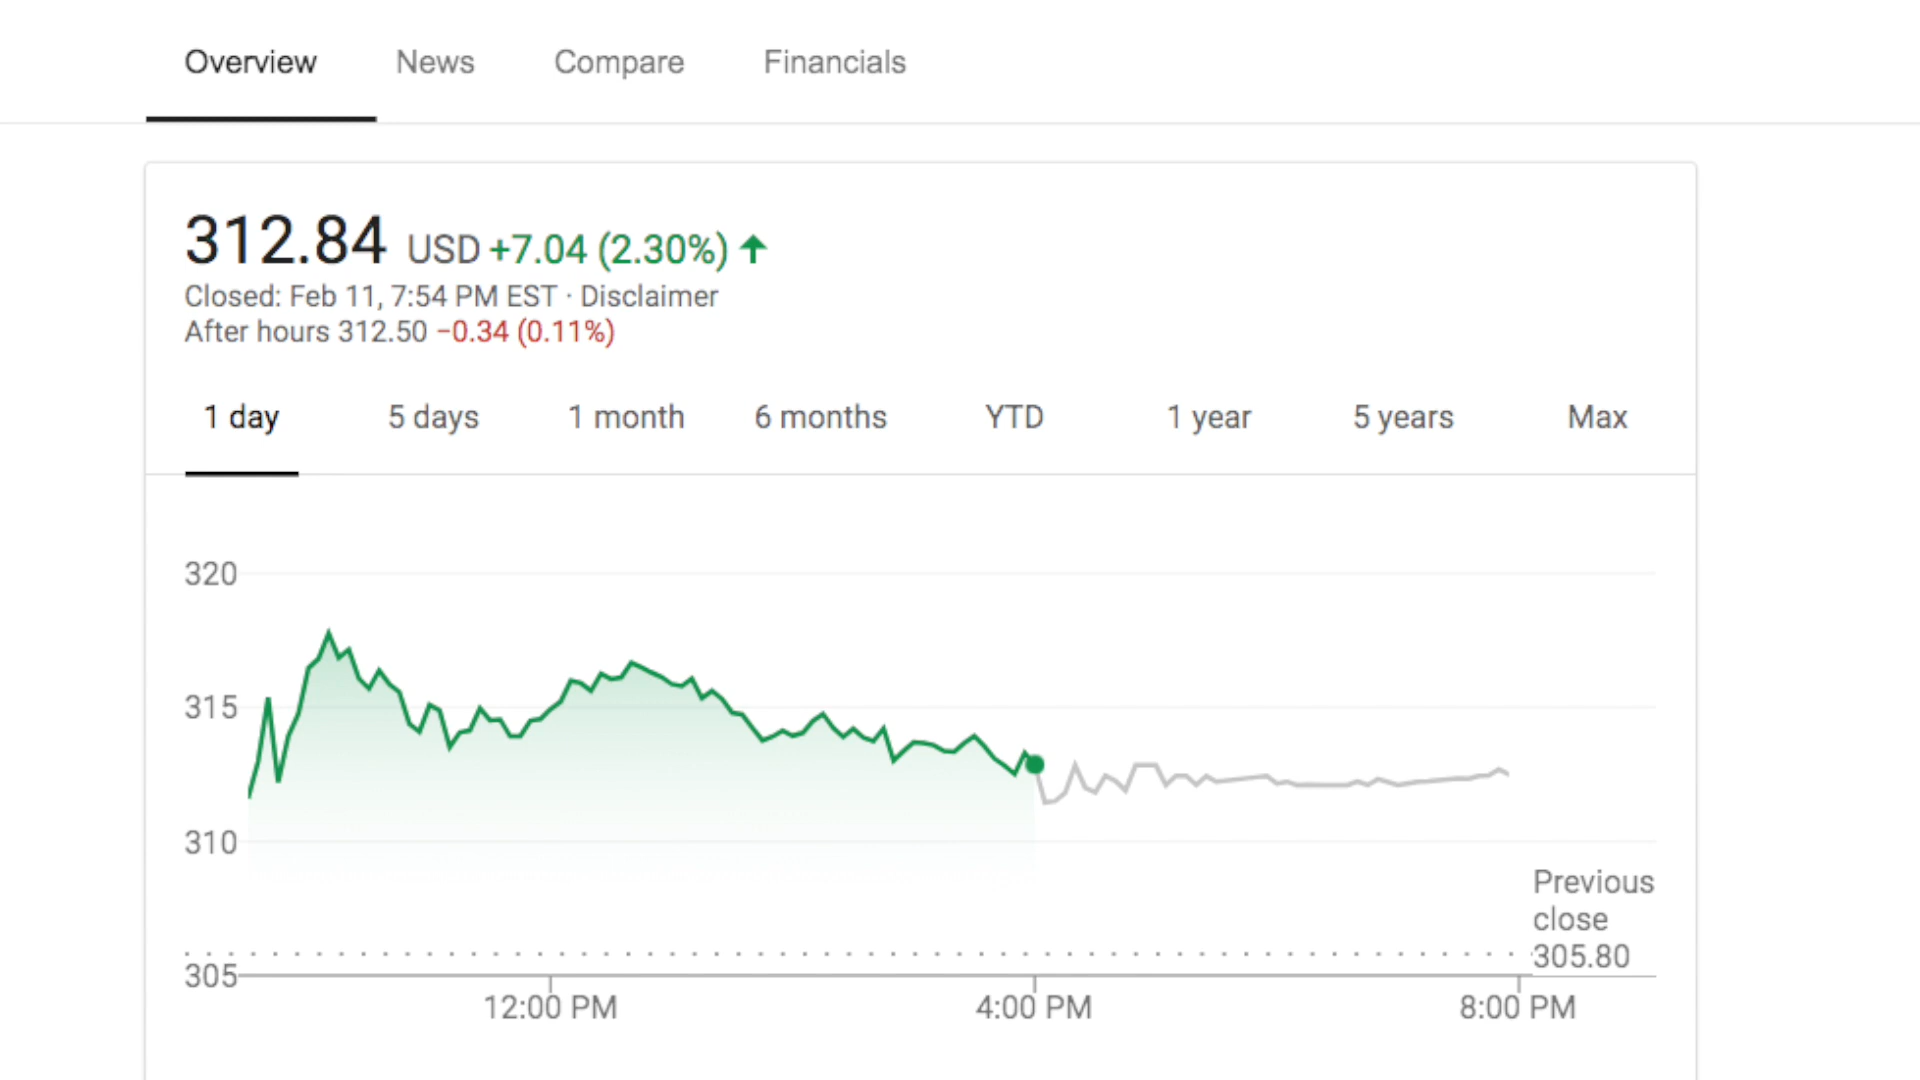 Overview News Compare Financials
312.84 USD +7.04 (2.30%)
Closed: Feb 11, 7:54 PM EST · Disclaimer
After hours 312.50 −0.34 (0.11%)
1 day 5 days 1 month 6 months YTD 1 year 5 years Max
320
315
310
Previous
close
305.80
305
12:00 PM 4:00 PM 8:00 PM